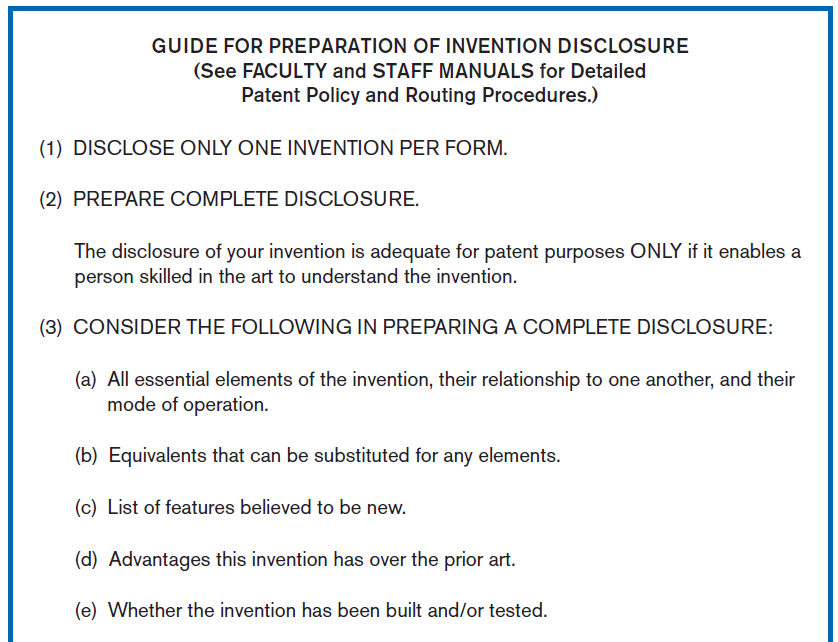 GUIDE FOR PREPARATION OF INVENTION DISCLOSURE
(See FACULTY and STAFF MANUALS for Detailed
Patent Policy and Routing Procedures.)
(1) DISCLOSE ONLY ONE INVENTION PER FORM.
(2) PREPARE COMPLETE DISCLOSURE.
The disclosure of your invention is adequate for patent purposes ONLY if it enables a
person skilled in the art to understand the invention.
(3) CONSIDER THE FOLLOWING IN PREPARING A COMPLETE DISCLOSURE:
(a) All essential elements of the invention, their relationship to one another, and their
mode of operation.
(b) Equivalents that can be substituted for any elements.
(c) List of features believed to be new.
(d) Advantages this invention has over the prior art.
(e) Whether the invention has been built and/or tested.